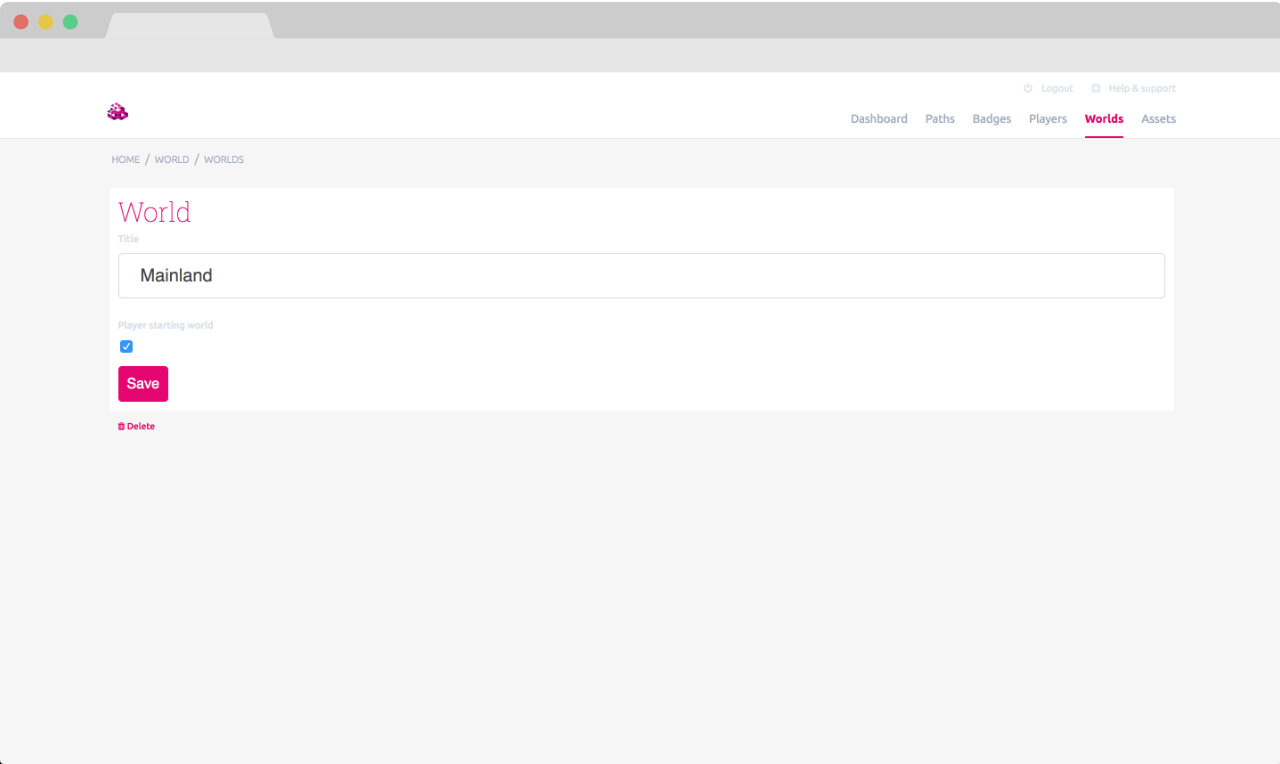 Logout Help & support
Dashboard Paths Badges Players Worlds Assets
HOME / WORLD / WORLDS
World
Title
Mainland
Player starting world
Save
Delete